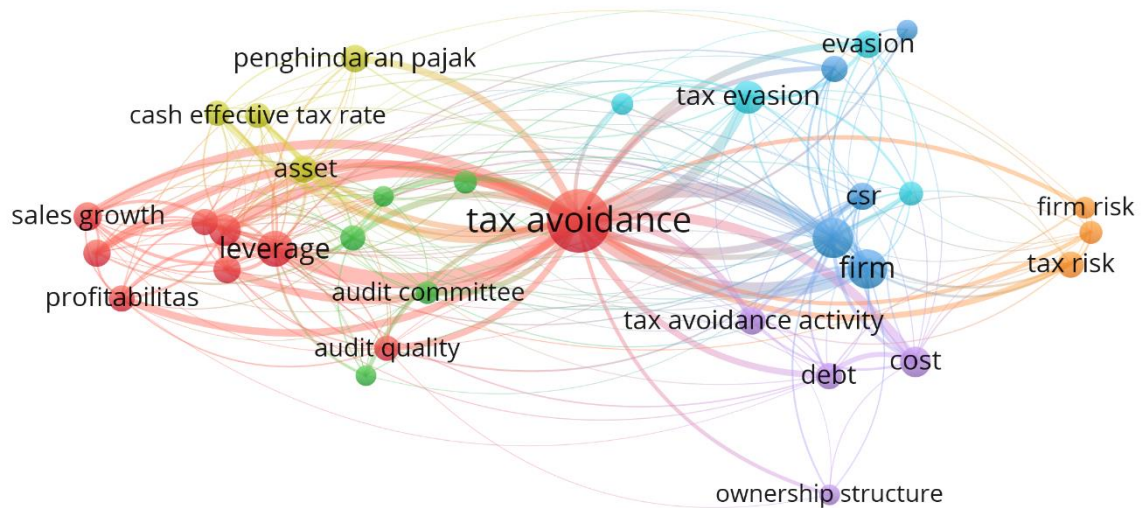 evasion
penghindaran pajak
tax evasion
cash effective tax rate
asset
csr
firm risk
sales growth
tax avoidance
leverage
firm
tax risk
profitabilitas
audit committee
tax avoidance activity
audit quality
cost
debt
ownership structure